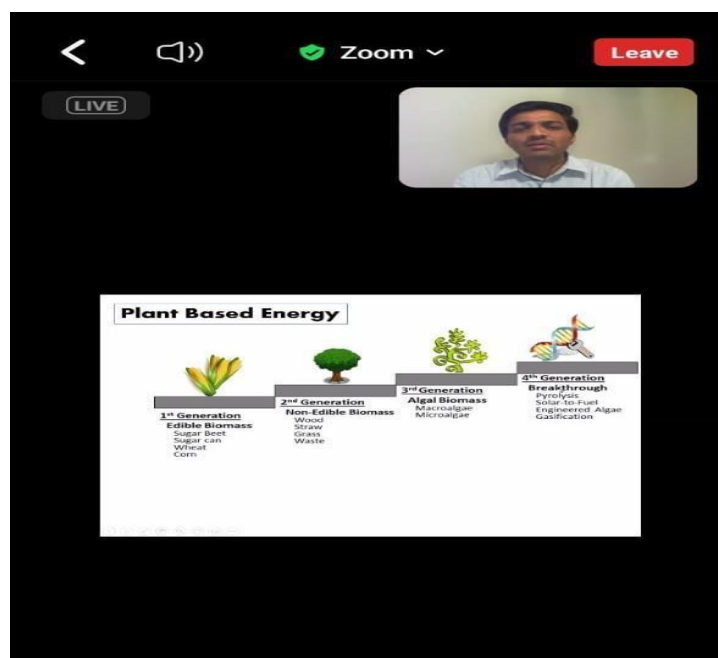 Zoom
Leave
LIVE
Plant Based Energy
1st Generation
Edible Biomass
Sugar Beet
Sugar can
Wheat
Corn
2nd Generation
Non-Edible Biomass
Wood
Straw
Grass
Waste
3rd Generation
Algal Biomass
Macroalgae
Microalgae
4th Generation
Breakthrough
Pyrolysis
Solar-to-Fuel
Engineered Algae
Gasification